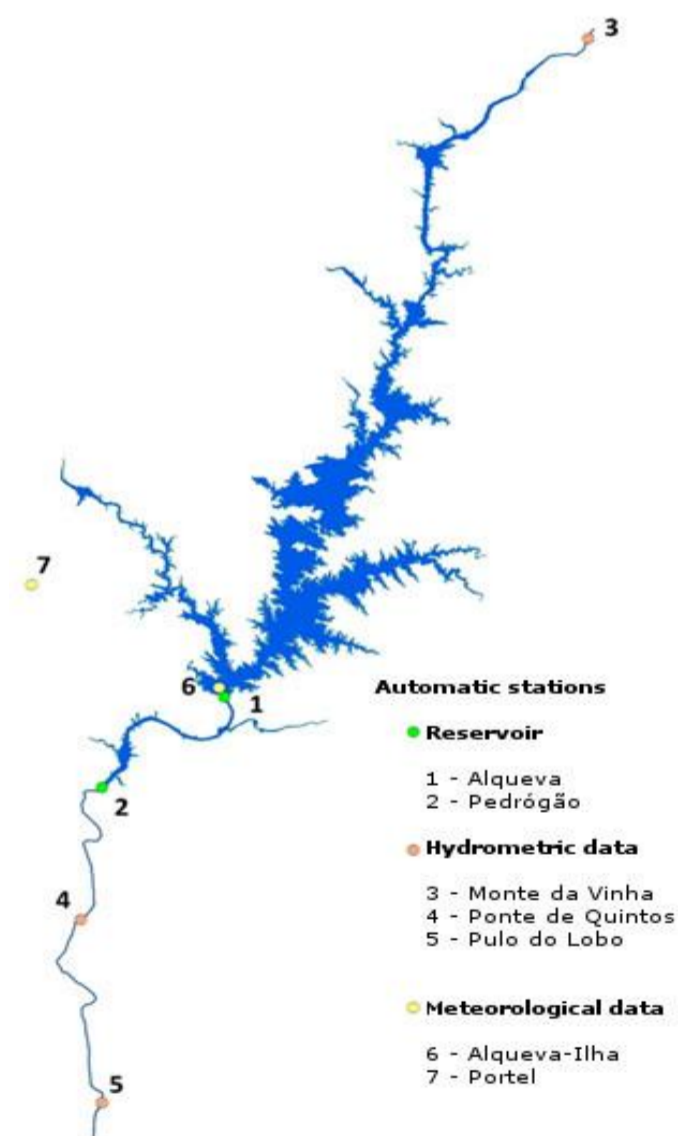 3
7
6
1
Automatic stations
Reservoir
1 - Alqueva
2 - Pedrógão
2
Hydrometric data
3 - Monte da Vinha
4 - Ponte de Quintos
5 - Pulo do Lobo
4
Meteorological data
6 - Alqueva-Ilha
7 - Portel
5